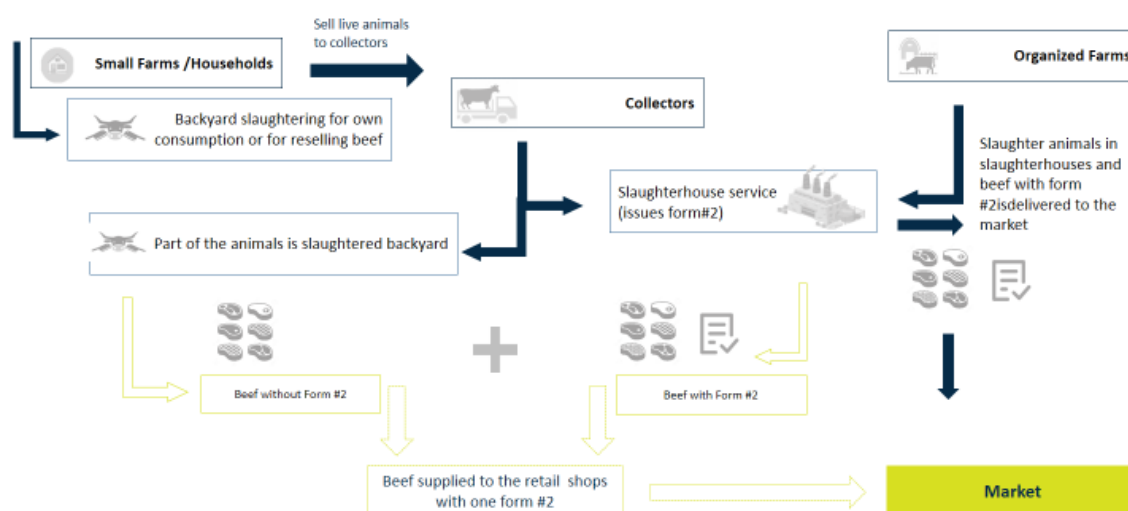 Sell live animals
to collectors
Small Farms /Households
Organized Farms
Collectors
Backyard slaughtering for own
consumption or for reselling beef
Slaughter animals in
slaughterhouses and
beef with form
#2isdelivered to the
market
Slaughterhouse service
(issues form#2)
Part of the animals is slaughtered backyard
Beef without Form #2
Beef with Form #2
Beef supplied to the retail shops
with one form #2
Market